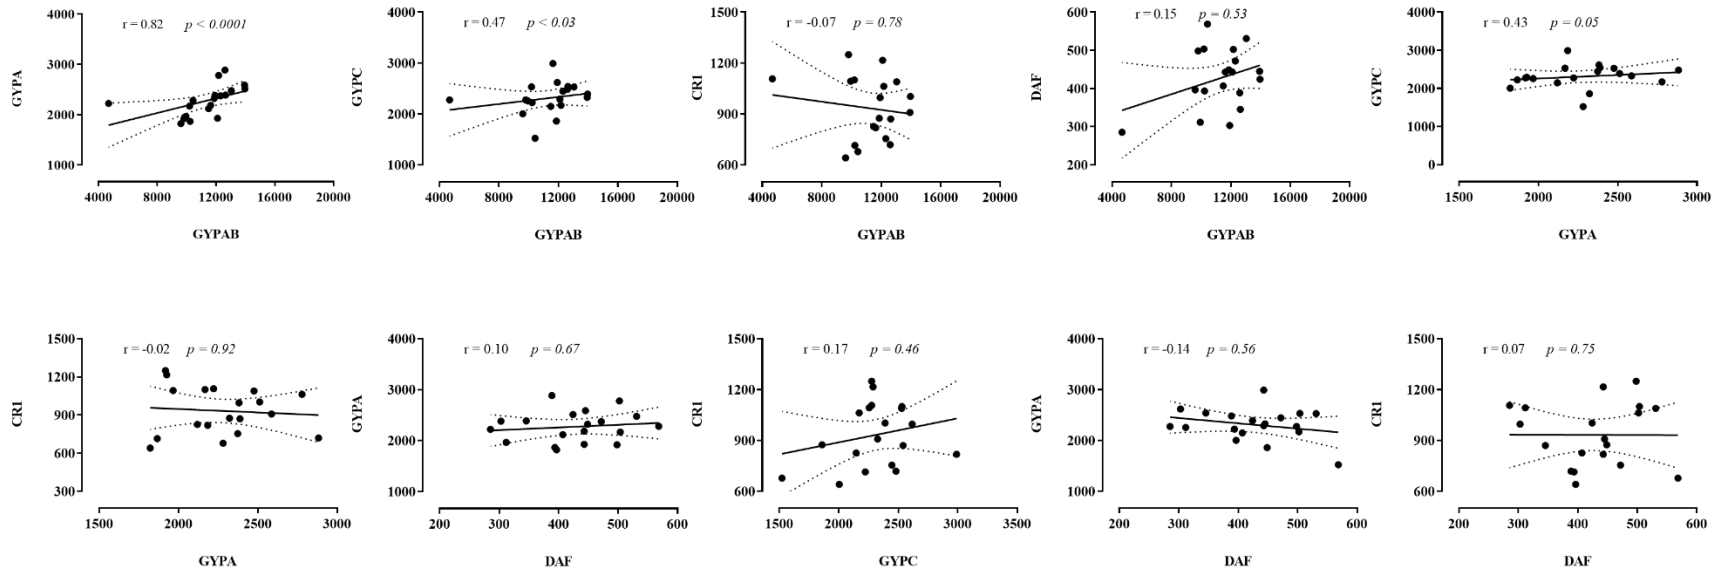 r = 0.82 p < 0.0001
4000
3000
2000
1000
GYPA
4000 8000 12000 16000 20000
GYPAB
r = 0.47 p < 0.03
4000
3000
2000
1000
GYPC
4000 8000 12000 16000 20000
GYPAB
r = -0.07 p = 0.78
1500
1200
900
600
CR1
4000 8000 12000 16000 20000
GYPAB
r = 0.15 p = 0.53
600
500
400
300
200
DAF
4000 8000 12000 16000 20000
GYPAB
r = 0.43 p = 0.05
4000
3000
2000
1000
0
GYPC
1500 2000 2500 3000
GYPA
r = -0.02 p = 0.92
1500
1200
900
600
300
CR1
1500 2000 2500 3000
GYPA
r = 0.10 p = 0.67
4000
3000
2000
1000
GYPA
200 300 400 500 600
DAF
r = 0.17 p = 0.46
1500
1200
900
600
CR1
1500 2000 2500 3000 3500
GYPC
r = -0.14 p = 0.56
4000
3000
2000
1000
GYPA
200 300 400 500 600
DAF
r = 0.07 p = 0.75
1500
1200
900
600
CR1
200 300 400 500 600
DAF